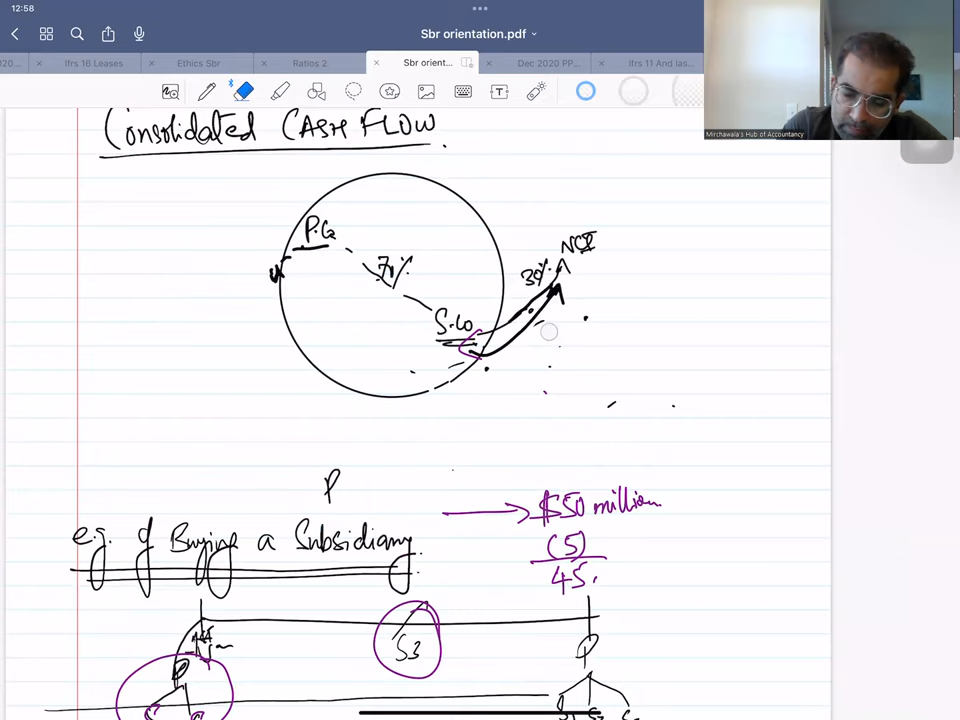 12:58
Sbr orientation.pdf
020...
Ifrs 16 Leases
Ethics Sbr
Ratios 2
Sbr orient...
Dec 2020 PP...
Ifrs 11 And las...
Mirchawala's Hub of Accountancy
Consolidated CASH FLOW.
P.Co
70%
S.Co
30%
NCI
P
e.g. of Buying a Subsidiary.
$50 million
(5)
45.
S3
P
P